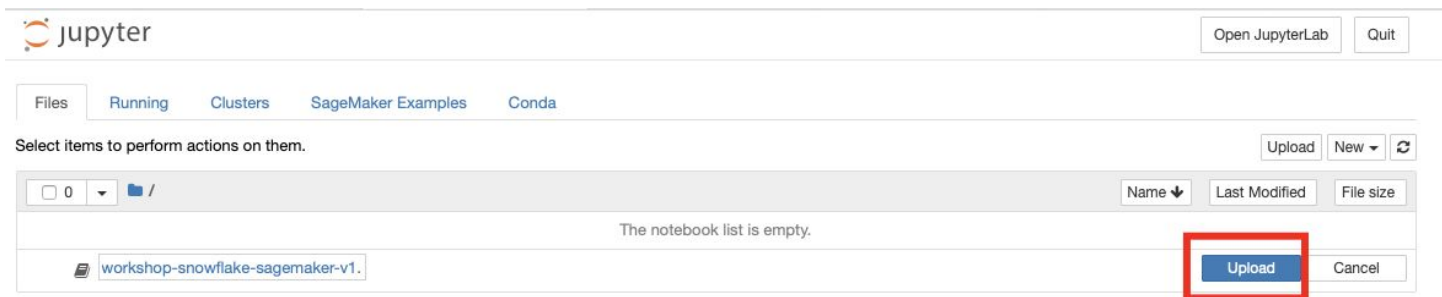 jupyter
Open JupyterLab Quit
Files Running Clusters SageMaker Examples Conda
Select items to perform actions on them.
Upload New
0 / Name Last Modified File size
The notebook list is empty.
workshop-snowflake-sagemaker-v1. Upload Cancel